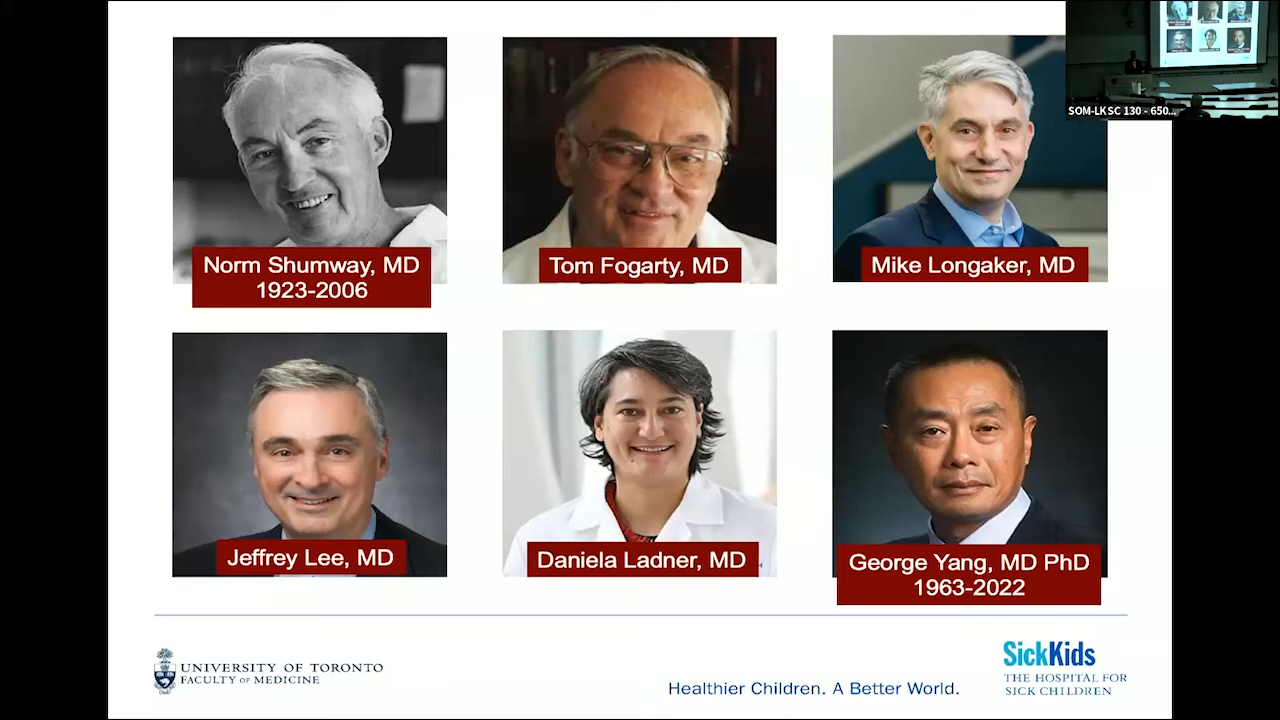 SOM-LKSC 130 - 650...
Norm Shumway, MD
1923-2006
Tom Fogarty, MD
Mike Longaker, MD
Jeffrey Lee, MD
Daniela Ladner, MD
George Yang, MD PhD
1963-2022
UNIVERSITY OF TORONTO
FACULTY OF MEDICINE
Healthier Children. A Better World.
SickKids
THE HOSPITAL FOR
SICK CHILDREN